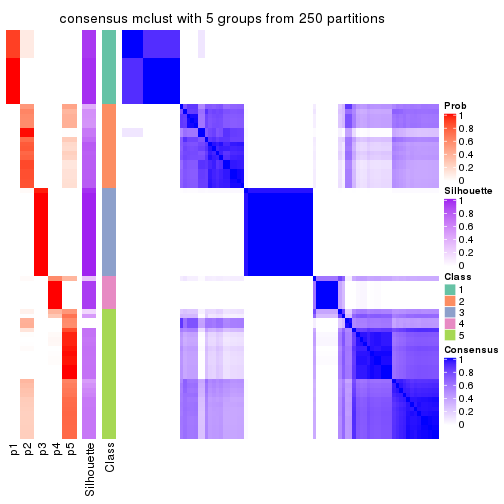 consensus mclust with 5 groups from 250 partitions
Prob
1
0.8
0.6
0.4
0.2
0
Silhouette
1
0.8
0.6
0.4
0.2
0
Class
1
2
3
4
5
Consensus
1
0.8
0.6
0.4
0.2
0
p1
p2
p3
p4
p5
Silhouette
Class